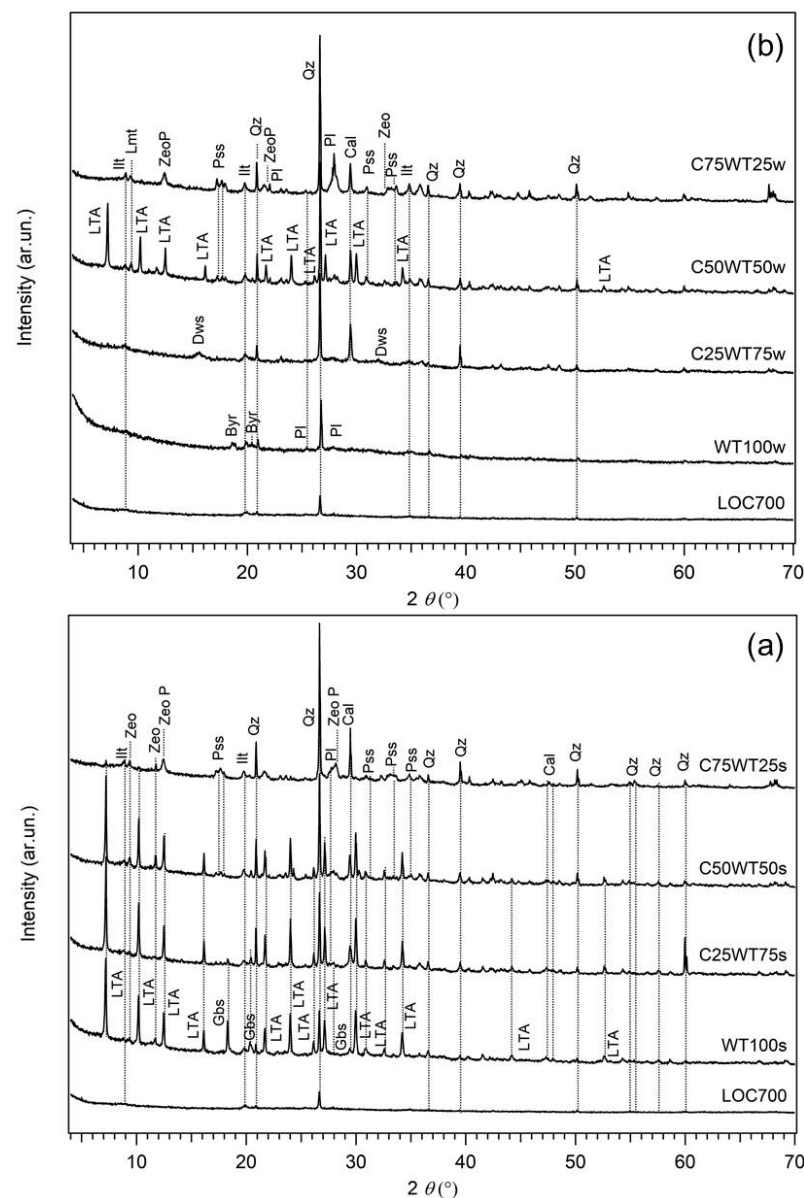 (b)
Intensity (ar.un.)
Ilt
Lmt
ZeoP
Pss
Ilt
Qz
ZeoP
Pl
Qz
Pl
Cal
Pss
Zeo
Pss
Ilt
Qz
Qz
Qz
C75WT25w
LTA
LTA
LTA
LTA
LTA
LTA
LTA
LTA
LTA
LTA
LTA
C50WT50w
Dws
Dws
C25WT75w
Byr
Byr
Pl
Pl
WT100w
LOC700
10 20 30 40 50 60 70
2 θ (°)
(a)
Intensity (ar.un.)
Ilt
Zeo
Zeo
Zeo P
Pss
Ilt
Qz
Qz
Pl
Zeo P
Cal
Pss
Pss
Pss
Qz
Qz
Cal
Qz
Qz
Qz
Qz
C75WT25s
C50WT50s
C25WT75s
LTA
LTA
LTA
LTA
Gbs
Gbs
LTA
LTA
LTA
LTA
Gbs
LTA
LTA
LTA
LTA
LTA
WT100s
LOC700
10 20 30 40 50 60 70
2 θ (°)